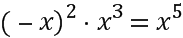 (-x)² · x³ = x⁵